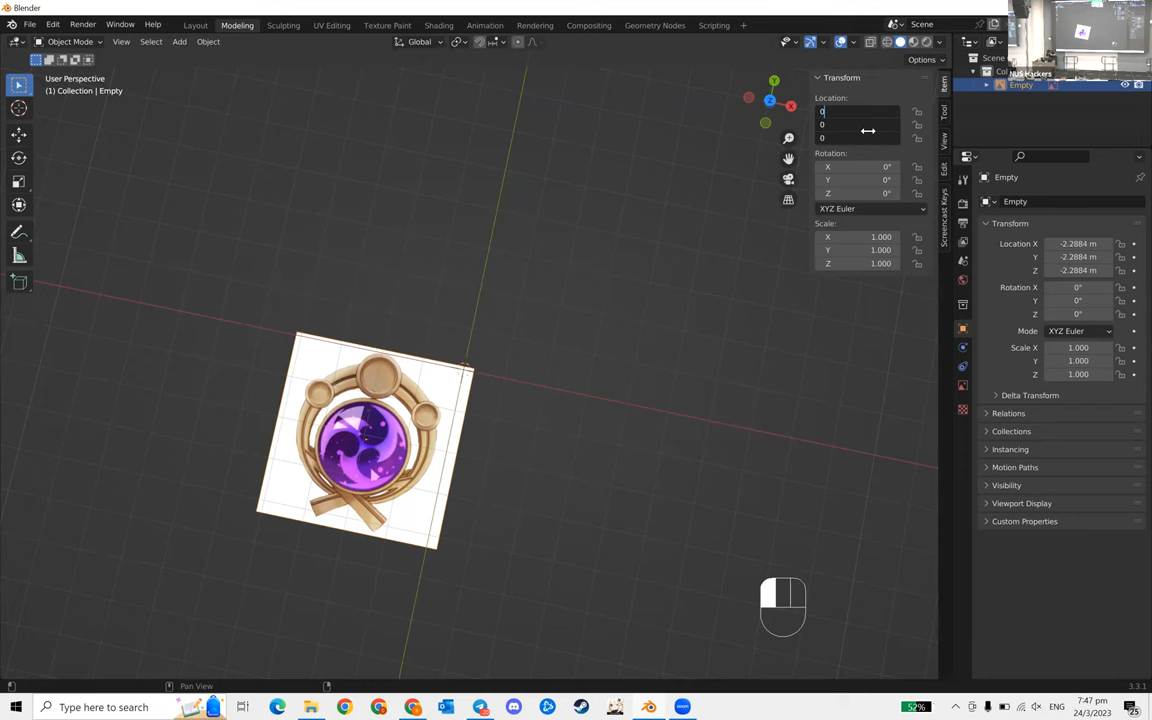 Blender
File Edit Render Window Help Layout Modeling Sculpting UV Editing Texture Paint Shading Animation Rendering Compositing Geometry Nodes Scripting + Scene
Object Mode View Select Add Object Global
Options
User Perspective
(1) Collection | Empty
Transform
Location:
0
0
0
Rotation:
X 0°
Y 0°
Z 0°
XYZ Euler
Scale:
X 1.000
Y 1.000
Z 1.000
Y
Z
X
Item
Tool
View
Edit
Screencast Keys
Scene
Col
NUS Hackers
Empty
Empty
Empty
Transform
Location X -2.2884 m
Y -2.2884 m
Z -2.2884 m
Rotation X 0°
Y 0°
Z 0°
Mode XYZ Euler
Scale X 1.000
Y 1.000
Z 1.000
Delta Transform
Relations
Collections
Instancing
Motion Paths
Visibility
Viewport Display
Custom Properties
Pan View
3.3.1
Type here to search
52%
ENG
7:47 pm
24/3/2023
25